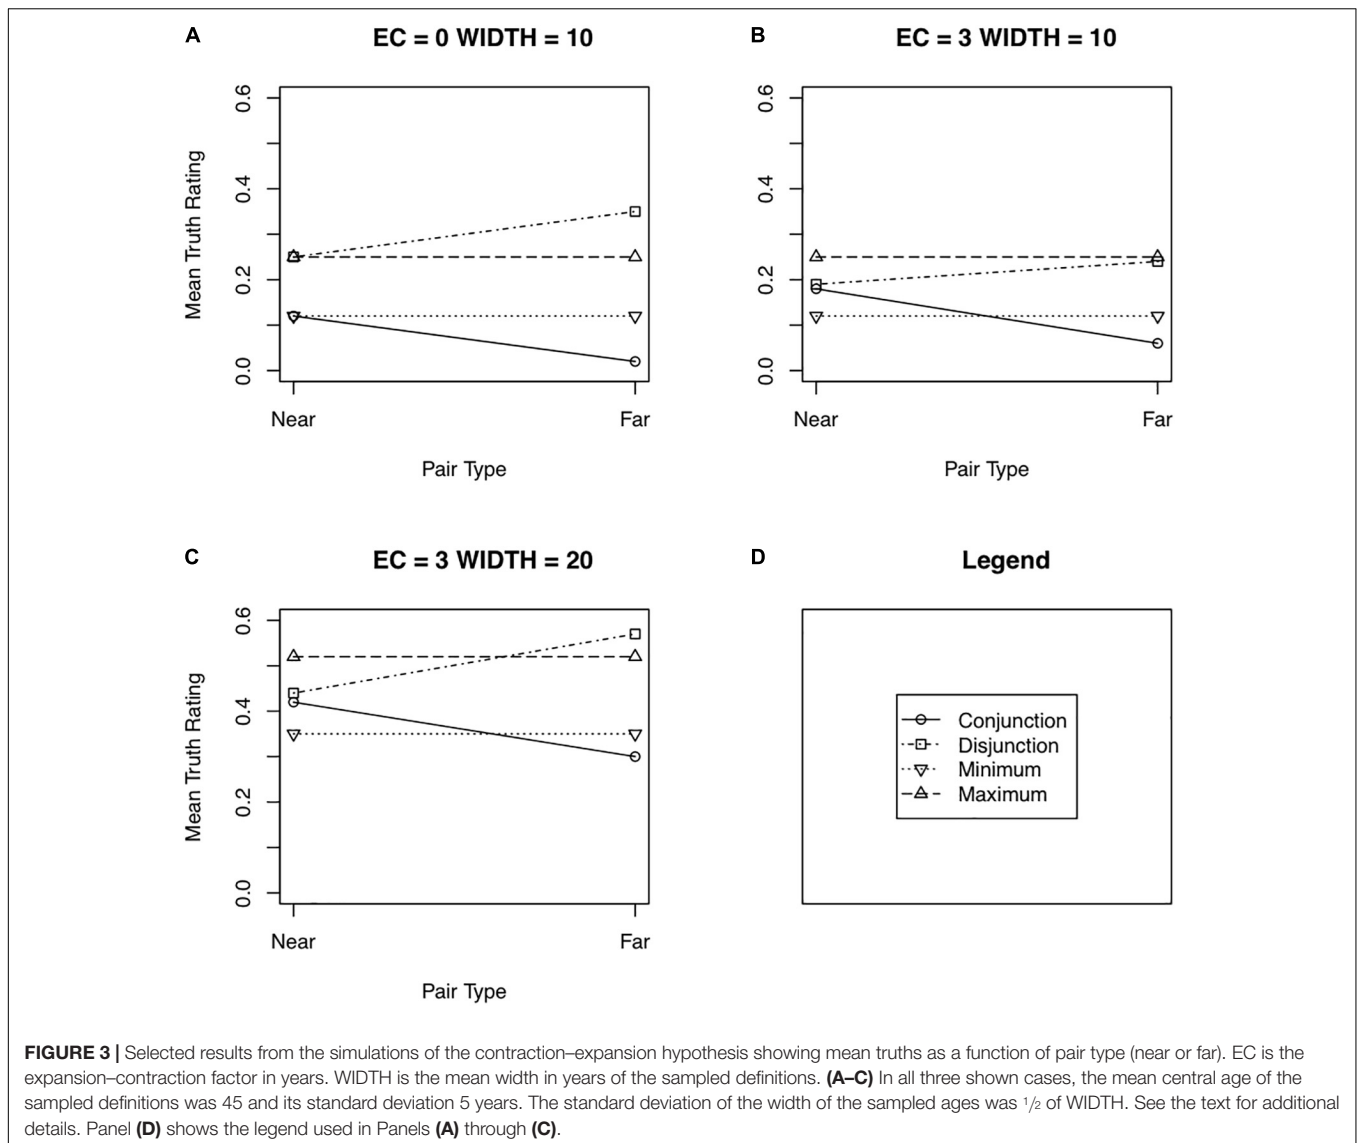 A
EC = 0 WIDTH = 10
0.6
0.4
0.2
0.0
Mean Truth Rating
Near
Far
Pair Type
B
EC = 3 WIDTH = 10
0.6
0.4
0.2
0.0
Near
Far
Pair Type
C
EC = 3 WIDTH = 20
0.6
0.4
0.2
0.0
Mean Truth Rating
Near
Far
Pair Type
D
Legend
Conjunction
Disjunction
Minimum
Maximum
FIGURE 3 | Selected results from the simulations of the contraction–expansion hypothesis showing mean truths as a function of pair type (near or far). EC is the
expansion–contraction factor in years. WIDTH is the mean width in years of the sampled definitions. (A–C) In all three shown cases, the mean central age of the
sampled definitions was 45 and its standard deviation 5 years. The standard deviation of the width of the sampled ages was 1/2 of WIDTH. See the text for additional
details. Panel (D) shows the legend used in Panels (A) through (C).